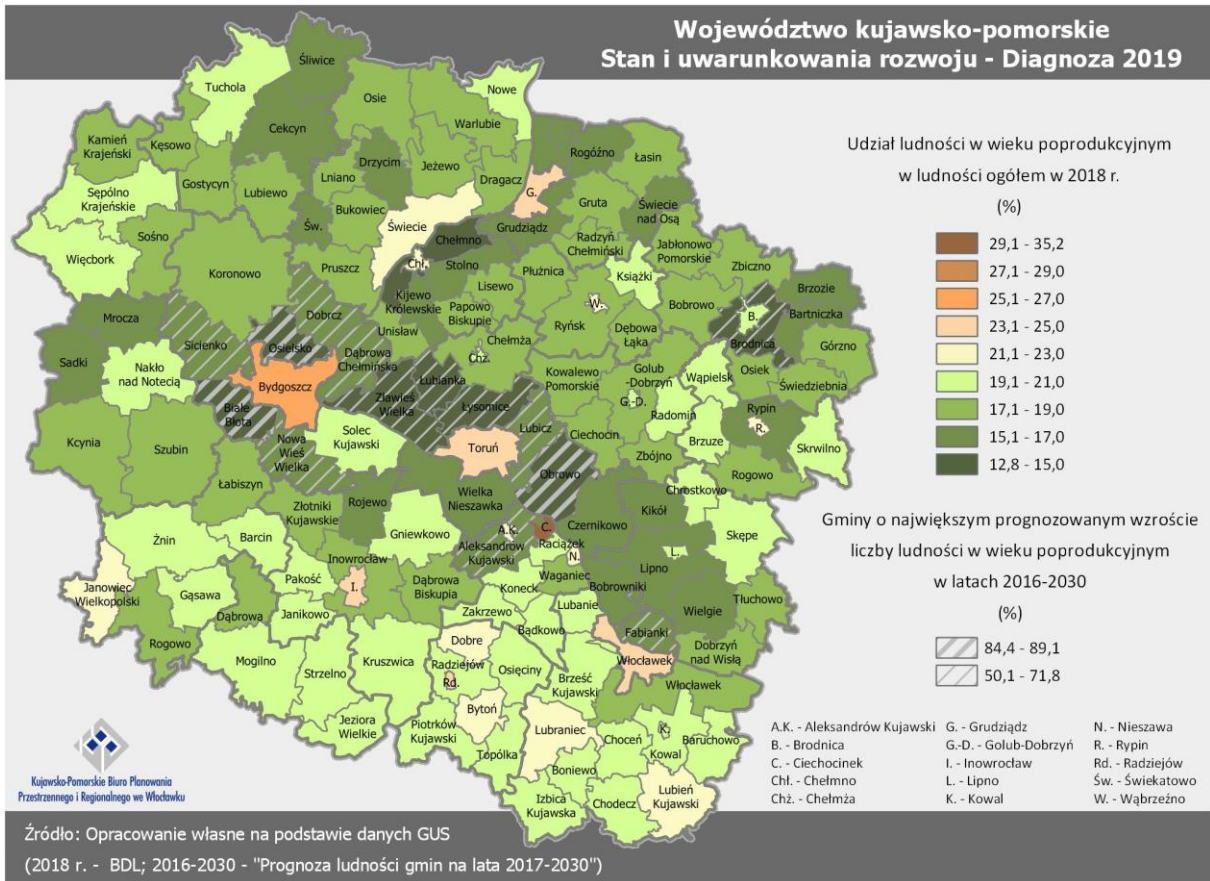 Województwo kujawsko-pomorskie
Stan i uwarunkowania rozwoju - Diagnoza 2019
Udział ludności w wieku poprodukcyjnym
w ludności ogółem w 2018 r.
(%)
29,1 - 35,2
27,1 - 29,0
25,1 - 27,0
23,1 - 25,0
21,1 - 23,0
19,1 - 21,0
17,1 - 19,0
15,1 - 17,0
12,8 - 15,0
Gminy o największym prognozowanym wzroście
liczby ludności w wieku poprodukcyjnym
w latach 2016-2030
(%)
84,4 - 89,1
50,1 - 71,8
A.K. - Aleksandrów Kujawski
B. - Brodnica
C. - Ciechocinek
Chł. - Chełmno
Chż. - Chełmża
G. - Grudziądz
G.-D. - Golub-Dobrzyń
I. - Inowrocław
L. - Lipno
K. - Kowal
N. - Nieszawa
R. - Rypin
Rd. - Radziejów
Św. - Świekatowo
W. - Wąbrzeźno
Śliwice
Tuchola
Osie
Nowe
Warlubie
Cekcyn
Kamień
Krajeński
Kęsowo
Drzycim
Rogóźno
Łasin
Jeżewo
Lniano
Gostycyn
Lubiewo
Dragacz
G.
Sępólno
Krajeńskie
Bukowiec
Gruta
Świecie
nad Osą
Świecie
Św.
Grudziądz
Sośno
Chełmno
Radzyń
Chełmiński
Jabłonowo
Pomorskie
Więcbork
Koronowo
Pruszcz
Chł.
Stolno
Płużnica
Książki
Zbiczno
Kijewo
Królewskie
Lisewo
W.
Bobrowo
Brzozie
Mrocza
Dobrcz
Papowo
Biskupie
Ryńsk
B.
Bartniczka
Sicienko
Osielsko
Unisław
Chełmża
Dębowa
Łąka
Brodnica
Górzno
Sadki
Nakło
nad Notecią
Dąbrowa
Chełmińska
Chż.
Golub
-Dobrzyń
Wąpielsk
Osiek
Świedziebnia
Bydgoszcz
Łubianka
Kowalewo
Pomorskie
Zławieś
Wielka
Łysomice
G.-D.
Radomin
Rypin
Białe
Błota
Lubicz
R.
Kcynia
Szubin
Nowa
Wieś
Wielka
Solec
Kujawski
Toruń
Ciechocin
Brzuze
Skrwilno
Zbójno
Obrowo
Rogowo
Łabiszyn
Chrostkowo
Złotniki
Kujawskie
Rojewo
Wielka
Nieszawka
Kikół
Gniewkowo
A.K.
C.
Czernikowo
Skępe
Żnin
Barcin
Aleksandrów
Kujawski
Raciążek
N.
L.
Inowrocław
Lipno
Janowiec
Wielkopolski
Gąsawa
Pakość
I.
Dąbrowa
Biskupia
Koneck
Waganiec
Bobrowniki
Tłuchowo
Dąbrowa
Janikowo
Zakrzewo
Lubanie
Wielgie
Rogowo
Bądkowo
Fabianki
Dobrzyń
nad Wisłą
Mogilno
Strzelno
Kruszwica
Dobre
Radziejów
Rd.
Osięciny
Włocławek
Brześć
Kujawski
Włocławek
Jeziora
Wielkie
Piotrków
Kujawski
Bytoń
Lubraniec
Choceń
K.
Kowal
Baruchowo
Topólka
Boniewo
Izbica
Kujawska
Chodecz
Lubień
Kujawski
Kujawsko-Pomorskie Biuro Planowania
Przestrzennego i Regionalnego we Włocławku
Źródło: Opracowanie własne na podstawie danych GUS
(2018 r. - BDL; 2016-2030 - "Prognoza ludności gmin na lata 2017-2030")